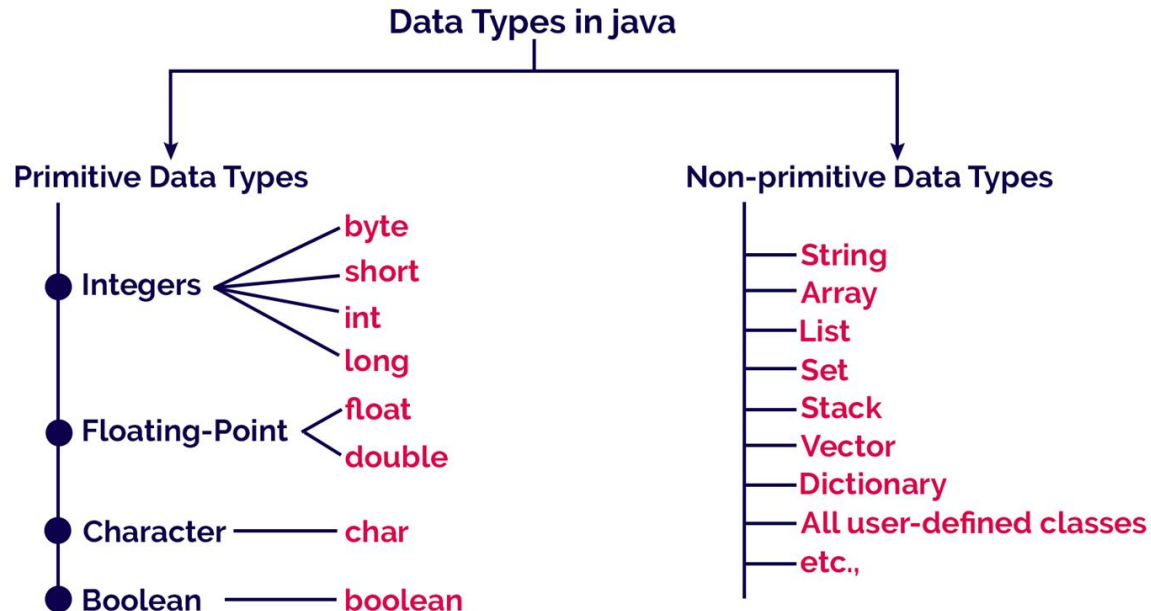 Data Types in java
Primitive Data Types
Integers
byte
short
int
long
Floating-Point
float
double
Character
char
Boolean
boolean
Non-primitive Data Types
String
Array
List
Set
Stack
Vector
Dictionary
All user-defined classes
etc.,